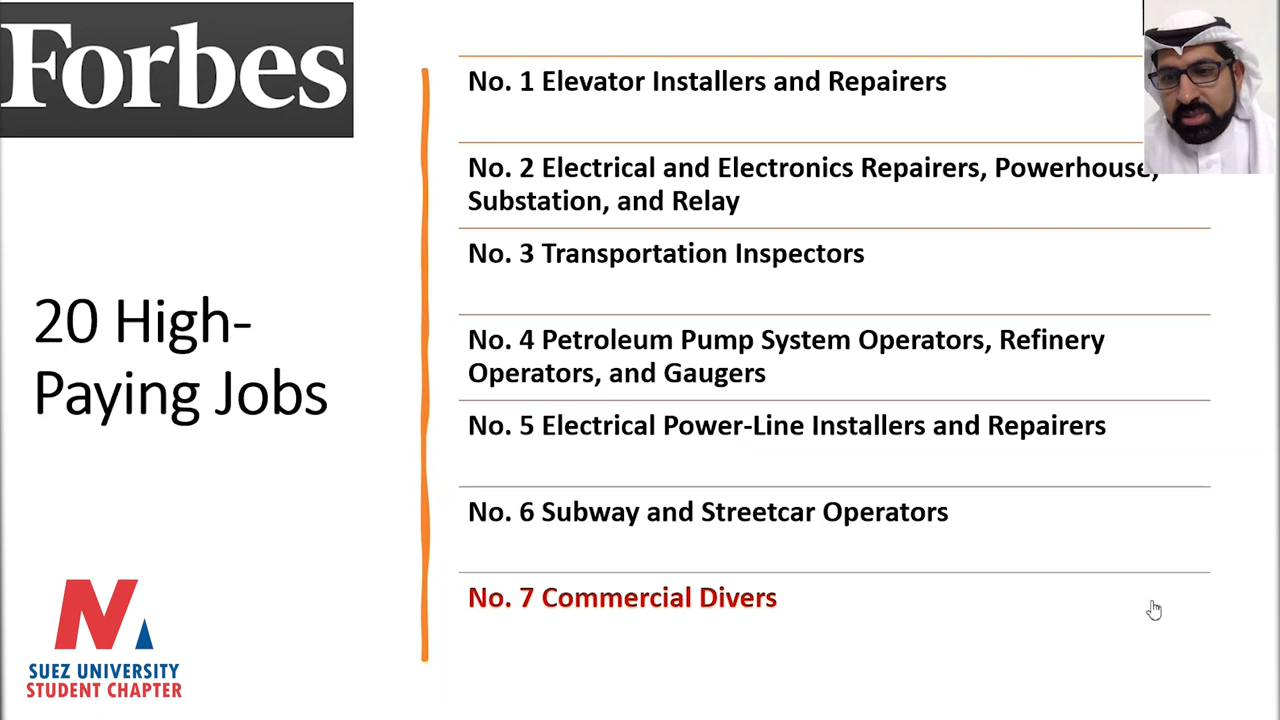 Forbes
20 High-
Paying Jobs
No. 1 Elevator Installers and Repairers
No. 2 Electrical and Electronics Repairers, Powerhouse,
Substation, and Relay
No. 3 Transportation Inspectors
No. 4 Petroleum Pump System Operators, Refinery
Operators, and Gaugers
No. 5 Electrical Power-Line Installers and Repairers
No. 6 Subway and Streetcar Operators
No. 7 Commercial Divers
SUEZ UNIVERSITY
STUDENT CHAPTER